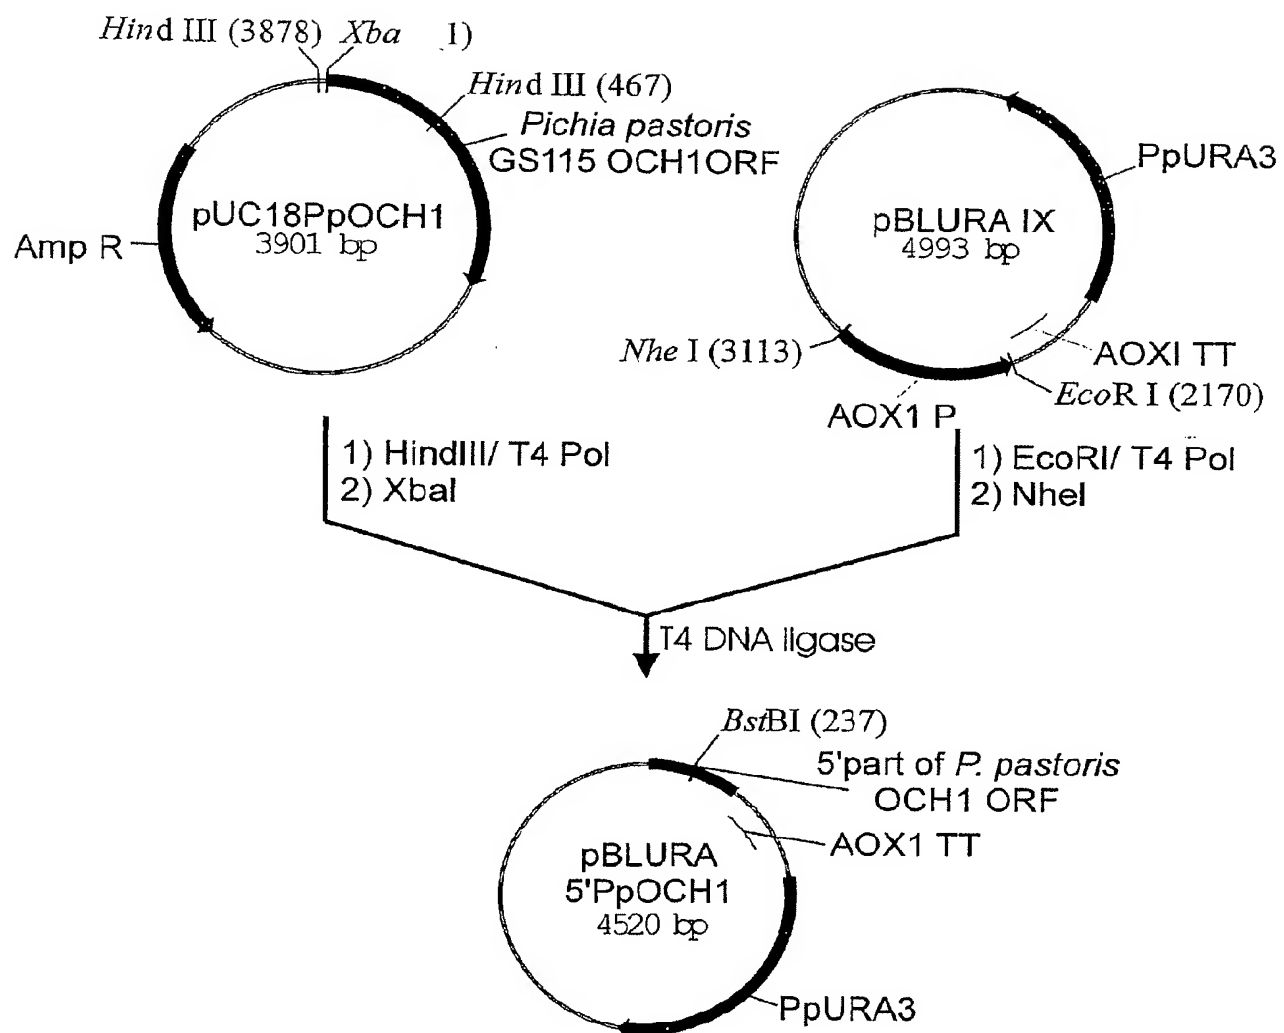 Hind III (3878) Xba 1)
Hind III (467)
Pichia pastoris
GS115 OCH1ORF
pUC18PpOCH1
3901 bp
Amp R
PpURA3
pBLURA IX
4993 bp
Nhe I (3113)
AOXI TT
EcoR I (2170)
AOX1 P
1) HindIII/ T4 Pol
2) XbaI
1) EcoRI/ T4 Pol
2) NheI
T4 DNA ligase
BstBI (237)
5'part of P. pastoris
OCH1 ORF
AOX1 TT
pBLURA
5'PpOCH1
4520 bp
PpURA3